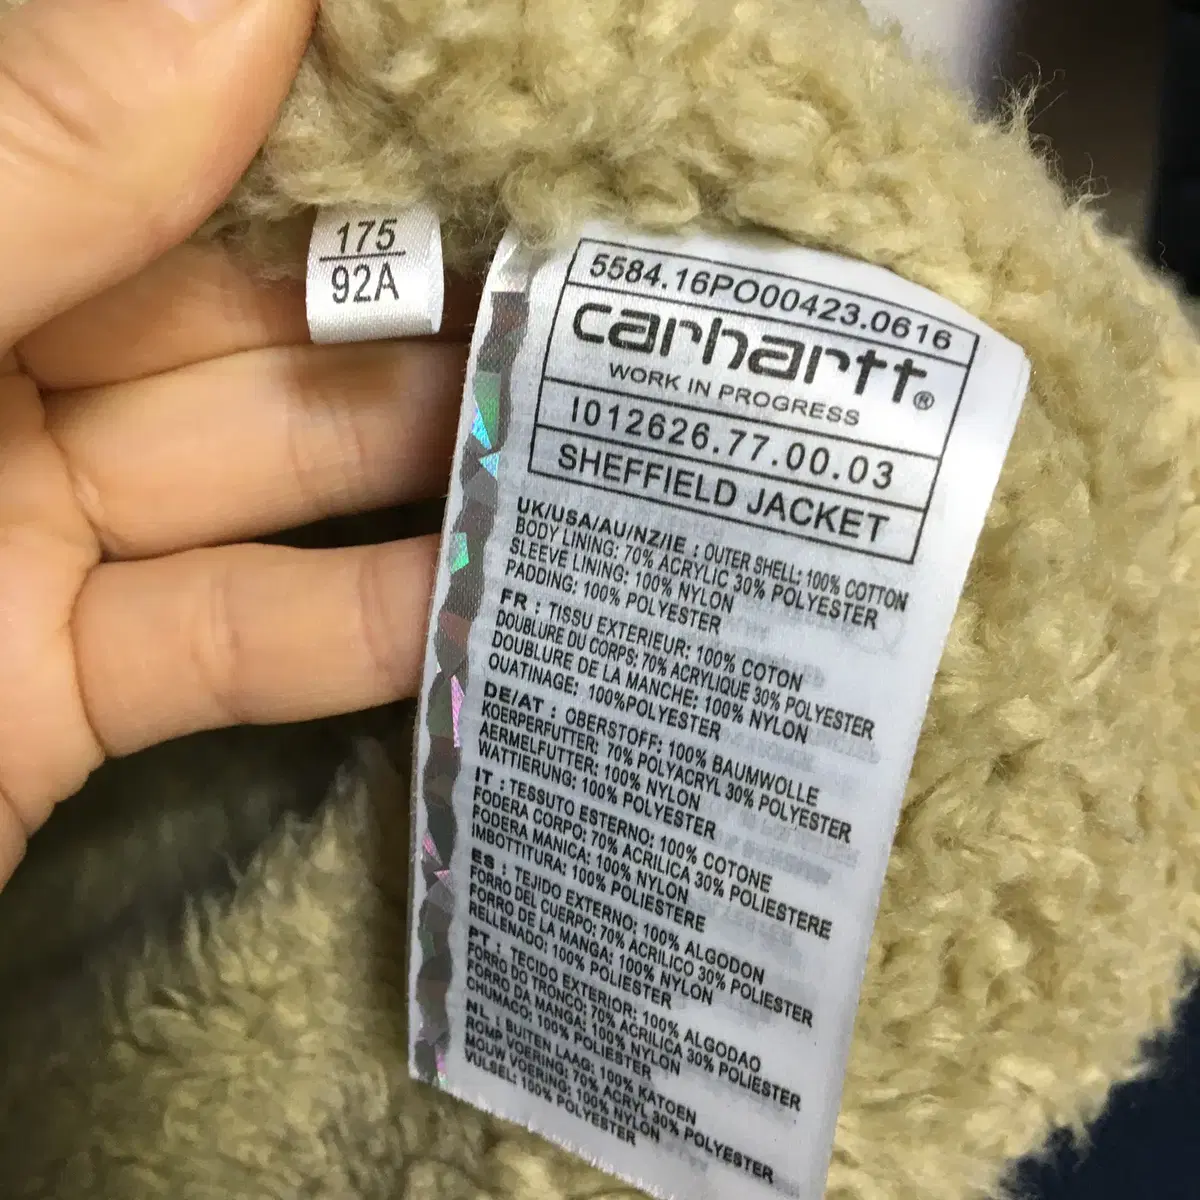 175
92A
5584.16PO00423.0616
carhartt®
WORK IN PROGRESS
I012626.77.00.03
SHEFFIELD JACKET
UK/USA/AU/NZ/IE : OUTER SHELL: 100% COTTON
BODY LINING: 70% ACRYLIC 30% POLYESTER
SLEEVE LINING: 100% NYLON
PADDING: 100% POLYESTER
FR : TISSU EXTERIEUR: 100% COTON
DOUBLURE DU CORPS: 70% ACRYLIQUE 30% POLYESTER
DOUBLURE DE LA MANCHE: 100% NYLON
OUATINAGE: 100%POLYESTER
DE/AT : OBERSTOFF: 100% BAUMWOLLE
KOERPERFUTTER: 70% POLYACRYL 30% POLYESTER
AERMELFUTTER: 100% NYLON
WATTIERUNG: 100% POLYESTER
IT : TESSUTO ESTERNO: 100% COTONE
FODERA CORPO: 70% ACRILICA 30% POLIESTERE
FODERA MANICA: 100% NYLON
IMBOTTITURA: 100% POLIESTERE
ES : TEJIDO EXTERNO: 100% ALGODON
FORRO DEL CUERPO: 70% ACRILICO 30% POLIESTER
FORRO DE LA MANGA: 100% NYLON
RELLENADO: 100% POLIESTER
PT : TECIDO EXTERIOR: 100% ALGODAO
FORRO DO TRONCO: 70% ACRILICA 30% POLIESTER
FORRO DA MANGA: 100% NYLON
CHUMACO: 100% POLIESTER
NL : BUITEN LAAG: 100% KATOEN
ROMP VOERING: 70% ACRYL 30% POLYESTER
MOUW VOERING: 100% NYLON
VULSEL: 100% POLYESTER